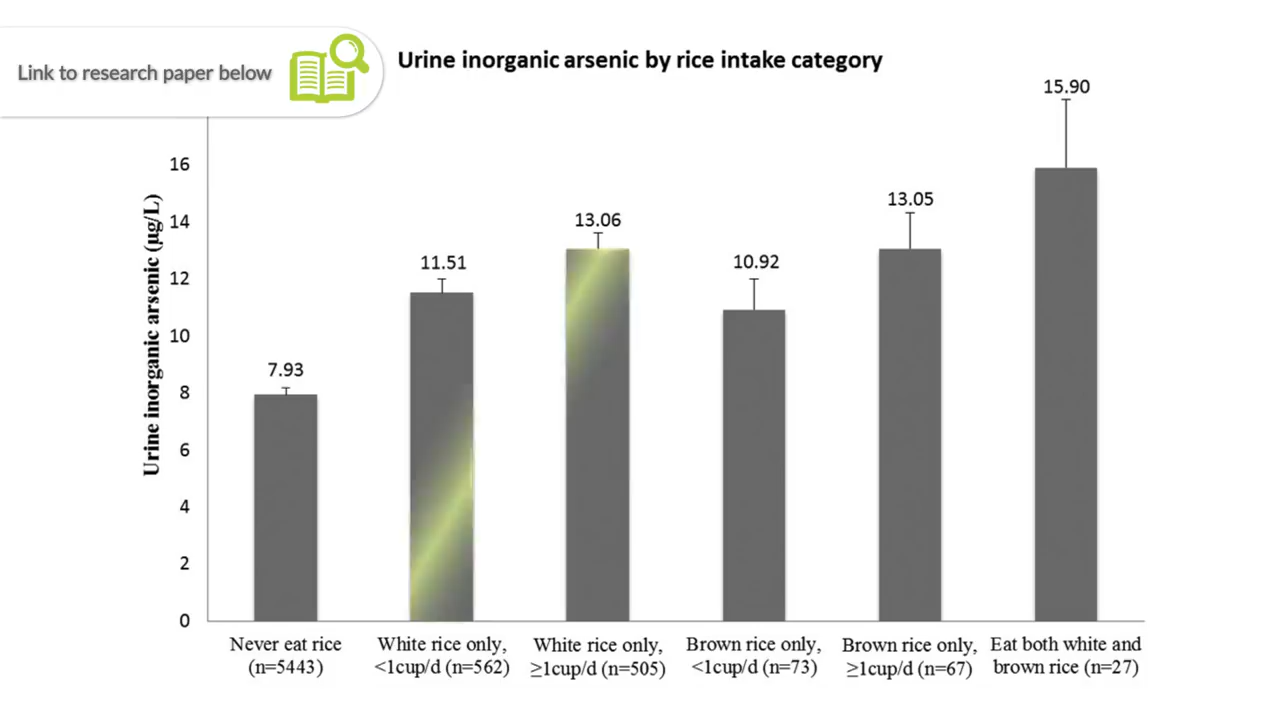 Link to research paper below
Urine inorganic arsenic by rice intake category
Urine inorganic arsenic (µg/L)
16
14
12
10
8
6
4
2
0
7.93
11.51
13.06
10.92
13.05
15.90
Never eat rice
(n=5443)
White rice only,
<1cup/d (n=562)
White rice only,
≥1cup/d (n=505)
Brown rice only,
<1cup/d (n=73)
Brown rice only,
≥1cup/d (n=67)
Eat both white and
brown rice (n=27)